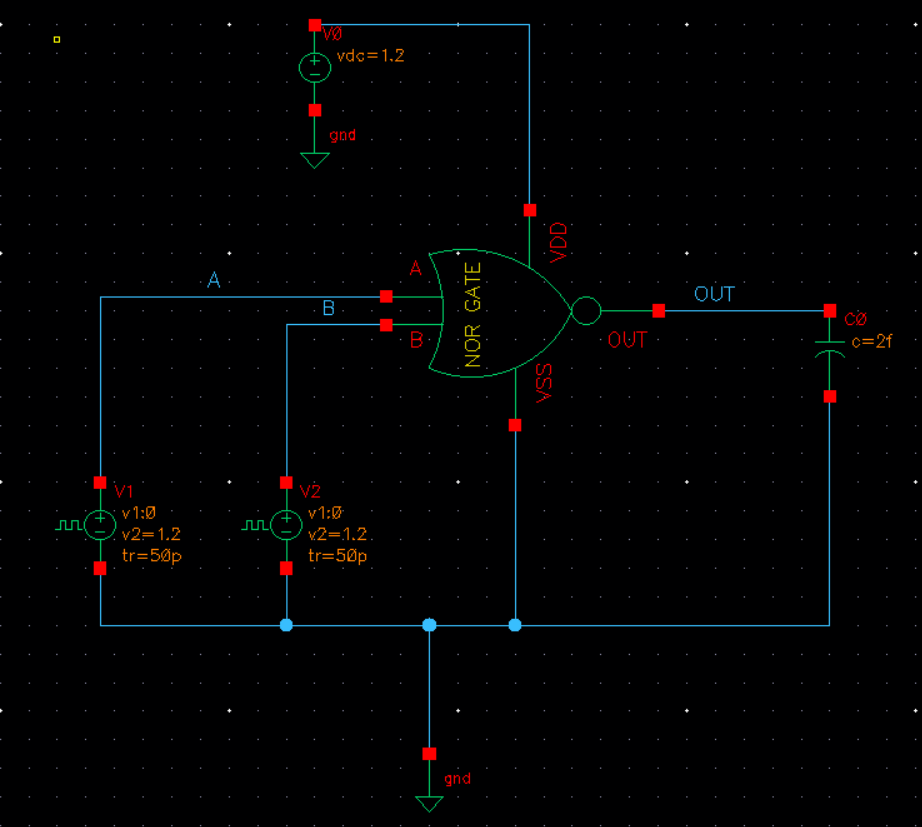 V0
vdc=1.2
gnd
VDD
A
A
B
B
NOR GATE
OUT
OUT
VSS
c0
c=2f
V1
v1:0
v2=1.2
tr=50p
V2
v1:0
v2=1.2
tr=50p
gnd